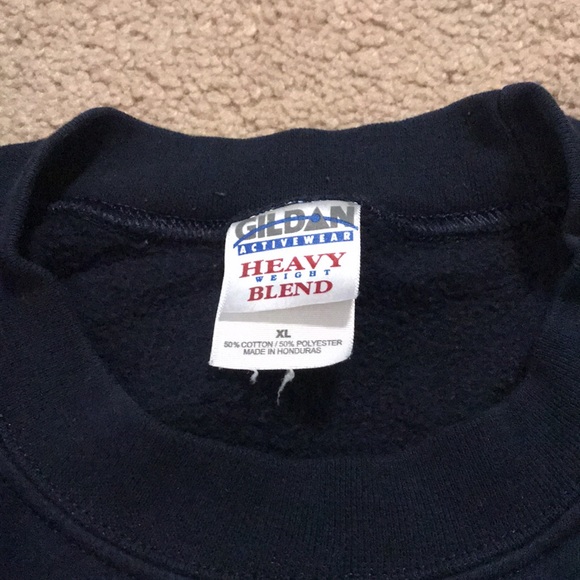 GILDAN
ACTIVEWEAR
HEAVY
WEIGHT
BLEND
XL
50% COTTON / 50% POLYESTER
MADE IN HONDURAS